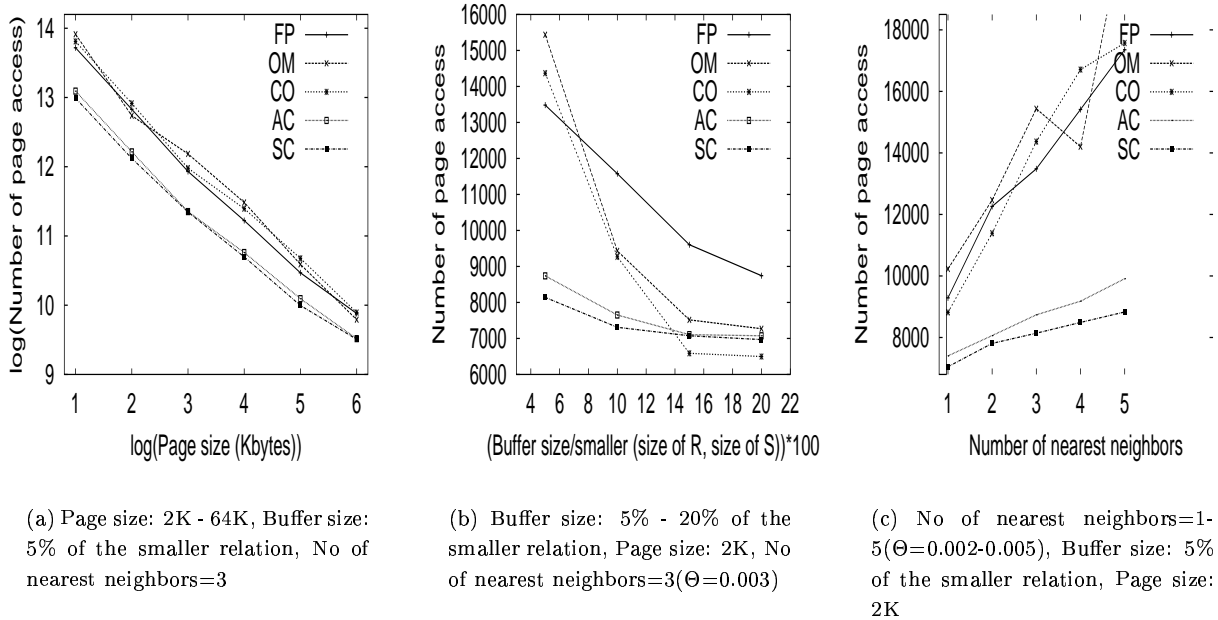 log(Number of page access)
14
13
12
11
10
9
1 2 3 4 5 6
log(Page size (Kbytes))
FP
OM
CO
AC
SC
Number of page access
16000
15000
14000
13000
12000
11000
10000
9000
8000
7000
6000
4 6 8 10 12 14 16 18 20 22
(Buffer size/smaller (size of R, size of S))*100
FP
OM
CO
AC
SC
Number of page access
18000
16000
14000
12000
10000
8000
1 2 3 4 5
Number of nearest neighbors
FP
OM
CO
AC
SC
(a) Page size: 2K - 64K, Buffer size:
5% of the smaller relation, No of
nearest neighbors=3
(b) Buffer size: 5% - 20% of the
smaller relation, Page size: 2K, No
of nearest neighbors=3(Θ=0.003)
(c) No of nearest neighbors=1-
5(Θ=0.002-0.005), Buffer size: 5%
of the smaller relation, Page size:
2K